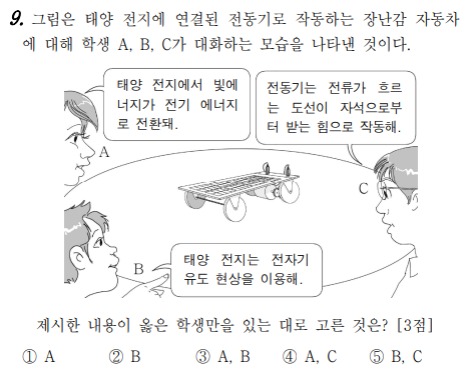 9. 그림은 태양 전지에 연결된 전동기로 작동하는 장난감 자동차
에 대해 학생 A, B, C가 대화하는 모습을 나타낸 것이다.
태양 전지에서 빛에
너지가 전기 에너지
로 전환돼.
A
전동기는 전류가 흐르
는 도선이 자석으로부
터 받는 힘으로 작동해.
C
B
태양 전지는 전자기
유도 현상을 이용해.
제시한 내용이 옳은 학생만을 있는 대로 고른 것은? [3점]
① A ② B ③ A, B ④ A, C ⑤ B, C